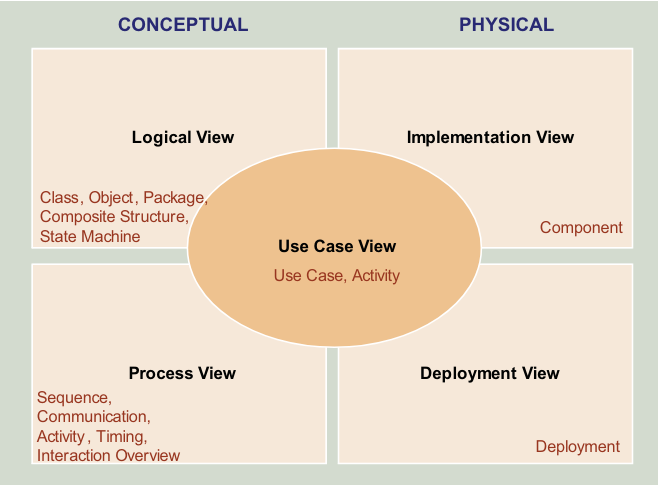 CONCEPTUAL
PHYSICAL
Logical View
Implementation View
Class, Object, Package,
Composite Structure,
State Machine
Component
Use Case View
Use Case, Activity
Process View
Deployment View
Sequence,
Communication,
Activity, Timing,
Interaction Overview
Deployment